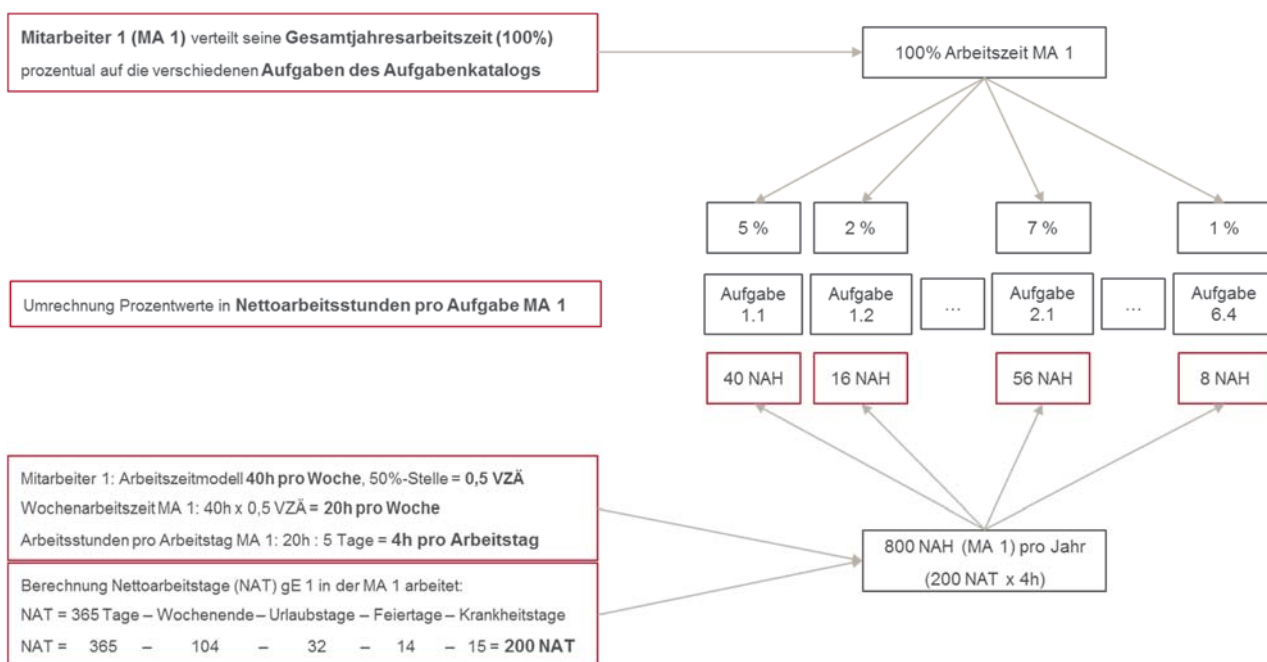 Mitarbeiter 1 (MA 1) verteilt seine Gesamtjahresarbeitszeit (100%)
prozentual auf die verschiedenen Aufgaben des Aufgabenkatalogs
100% Arbeitszeit MA 1
5 %
2 %
7 %
1 %
Umrechnung Prozentwerte in Nettoarbeitsstunden pro Aufgabe MA 1
Aufgabe
1.1
Aufgabe
1.2
...
Aufgabe
2.1
...
Aufgabe
6.4
40 NAH
16 NAH
56 NAH
8 NAH
Mitarbeiter 1: Arbeitszeitmodell 40h pro Woche, 50%-Stelle = 0,5 VZÄ
Wochenarbeitszeit MA 1: 40h x 0,5 VZÄ = 20h pro Woche
Arbeitsstunden pro Arbeitstag MA 1: 20h : 5 Tage = 4h pro Arbeitstag
Berechnung Nettoarbeitstage (NAT) gE 1 in der MA 1 arbeitet:
NAT = 365 Tage – Wochenende – Urlaubstage – Feiertage – Krankheitstage
NAT = 365 – 104 – 32 – 14 – 15 = 200 NAT
800 NAH (MA 1) pro Jahr
(200 NAT x 4h)